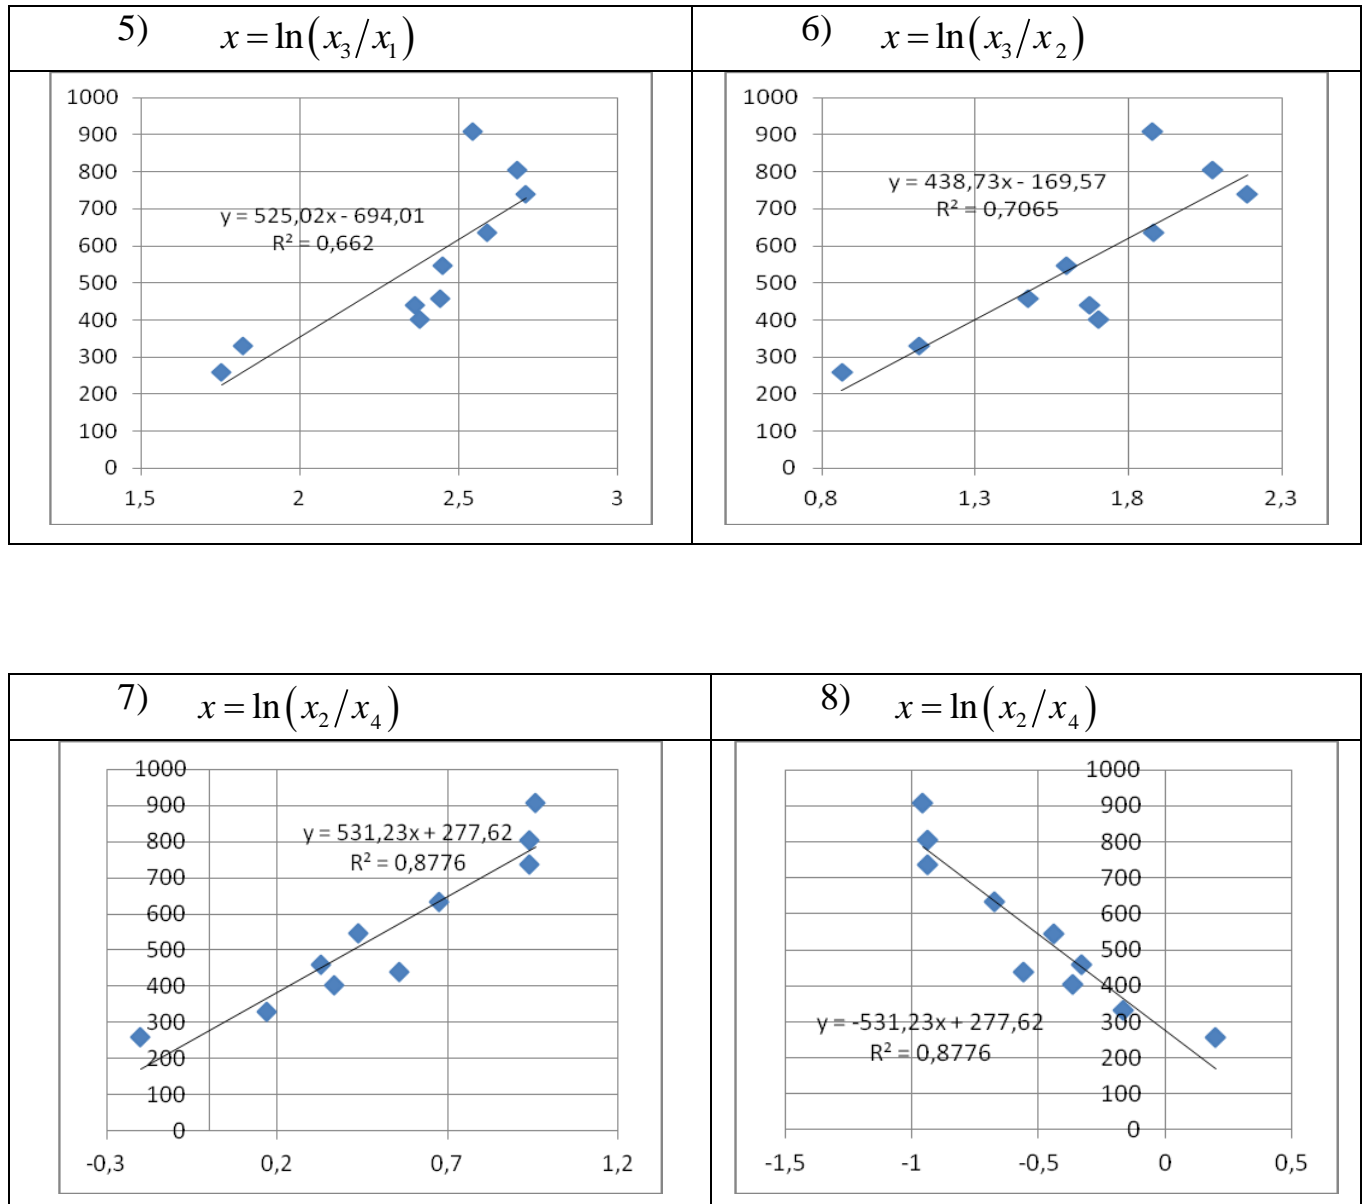 5) x = ln(x₃/x₁)
6) x = ln(x₃/x₂)
1000
900
800
700
600
500
400
300
200
100
0
y = 525,02x - 694,01
R² = 0,662
1,5 2 2,5 3
1000
900
800
700
600
500
400
300
200
100
0
y = 438,73x - 169,57
R² = 0,7065
0,8 1,3 1,8 2,3
7) x = ln(x₂/x₄)
8) x = ln(x₂/x₄)
1000
900
800
700
600
500
400
300
200
100
0
y = 531,23x + 277,62
R² = 0,8776
-0,3 0,2 0,7 1,2
1000
900
800
700
600
500
400
300
200
100
0
y = -531,23x + 277,62
R² = 0,8776
-1,5 -1 -0,5 0 0,5